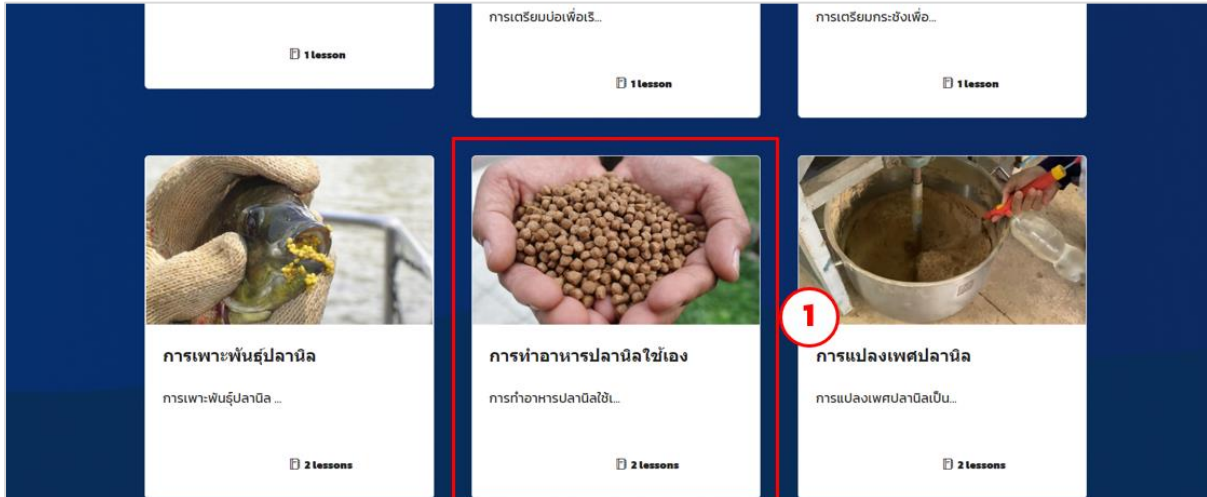 การเตรียมบ่อเพื่อเริ...
การเตรียมกระชังเพื่อ...
1 lesson
1 lesson
1 lesson
1
การเพาะพันธุ์ปลานิล
การทำอาหารปลานิลใช้เอง
การแปลงเพศปลานิล
การเพาะพันธุ์ปลานิล ...
การทำอาหารปลานิลใช้เ...
การแปลงเพศปลานิลเป็น...
2 lessons
2 lessons
2 lessons